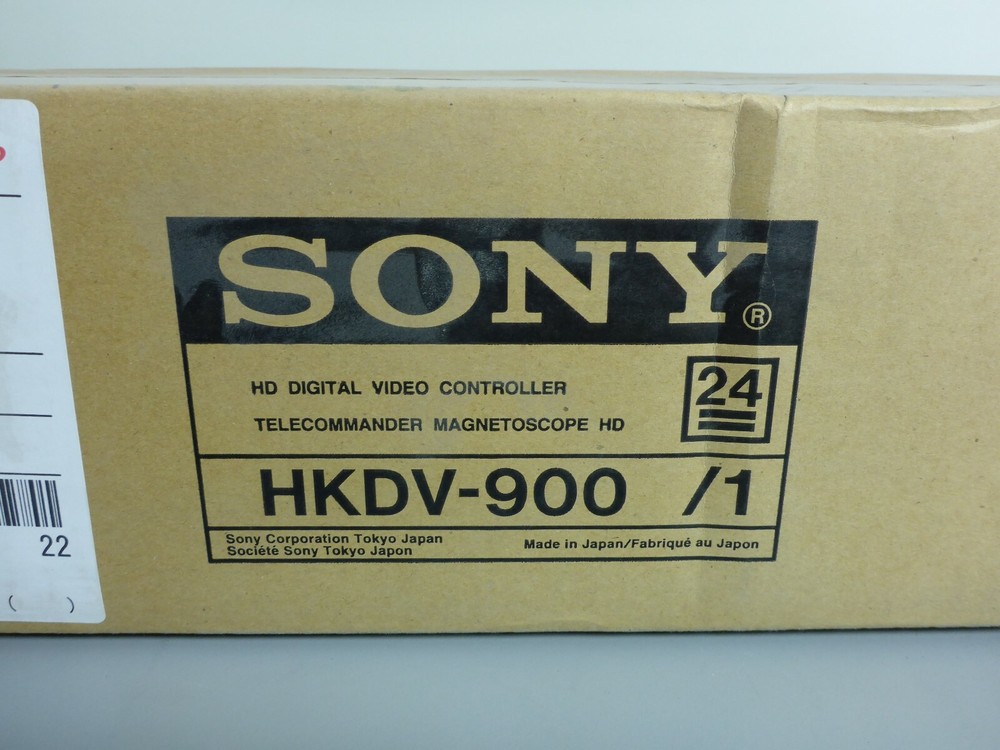 SONY®
HD DIGITAL VIDEO CONTROLLER
TELECOMMANDER MAGNETOSCOPE HD
24
HKDV-900 /1
Sony Corporation Tokyo Japan
Société Sony Tokyo Japon
Made in Japan/Fabriqué au Japon
22
( )